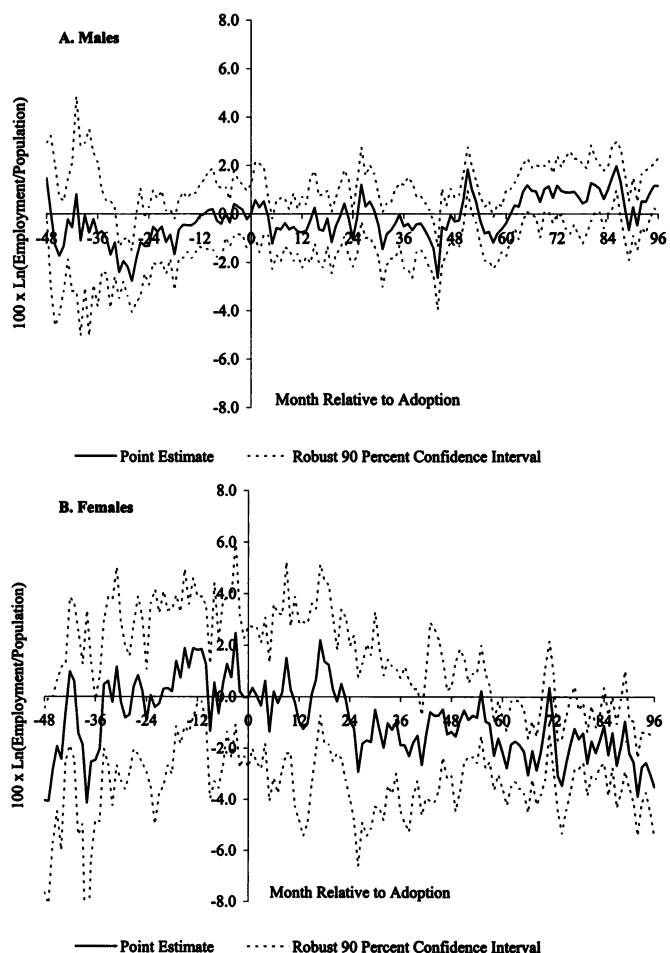 8.0
A. Males
6.0
4.0
2.0
0.0
-48 -36 -24 -12 0 12 24 36 48 60 72 84 96
-2.0
-4.0
-6.0
Month Relative to Adoption
-8.0
100 x Ln(Employment/Population)
Point Estimate Robust 90 Percent Confidence Interval
8.0
B. Females
6.0
4.0
2.0
0.0
-48 -36 -24 -12 0 12 24 36 48 60 72 84 96
-2.0
-4.0
-6.0
Month Relative to Adoption
-8.0
100 x Ln(Employment/Population)
Point Estimate Robust 90 Percent Confidence Interval